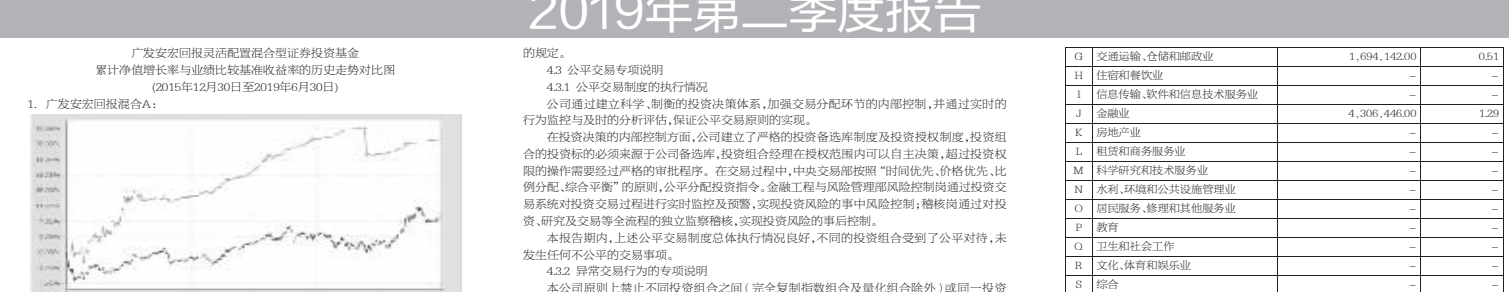 2019年第二季度报告
广发安宏回报灵活配置混合型证券投资基金
累计净值增长率与业绩比较基准收益率的历史走势对比图
(2015年12月30日至2019年6月30日)
1. 广发安宏回报混合A：
的规定。
4.3 公平交易专项说明
4.3.1 公平交易制度的执行情况
公司通过建立科学、制衡的投资决策体系，加强交易分配环节的内部控制，并通过实时的
行为监控与及时的分析评估，保证公平交易原则的实现。
在投资决策的内部控制方面，公司建立了严格的投资备选库制度及投资授权制度，投资组
合的投资标的必须来源于公司备选库，投资组合经理在授权范围内可以自主决策，超过投资权
限的操作需要经过严格的审批程序。在交易过程中，中央交易部按照“时间优先、价格优先、比
例分配、综合平衡”的原则，公平分配投资指令。金融工程与风险管理部风险控制岗通过投资交
易系统对投资交易过程进行实时监控及预警，实现投资风险的事中风险控制；稽核岗通过对投
资、研究及交易等全流程的独立监察稽核，实现投资风险的事后控制。
本报告期内，上述公平交易制度总体执行情况良好，不同的投资组合受到了公平对待，未
发生任何不公平的交易事项。
4.3.2 异常交易行为的专项说明
本公司原则上禁止不同投资组合之间（完全复制指数组合及量化组合除外）或同一投资
G 交通运输、仓储和邮政业 1,694,142.00 0.51
H 住宿和餐饮业 - -
I 信息传输、软件和信息技术服务业 - -
J 金融业 4,306,446.00 1.29
K 房地产业 - -
L 租赁和商务服务业 - -
M 科学研究和技术服务业 - -
N 水利、环境和公共设施管理业 - -
O 居民服务、修理和其他服务业 - -
P 教育 - -
Q 卫生和社会工作 - -
R 文化、体育和娱乐业 - -
S 综合 - -